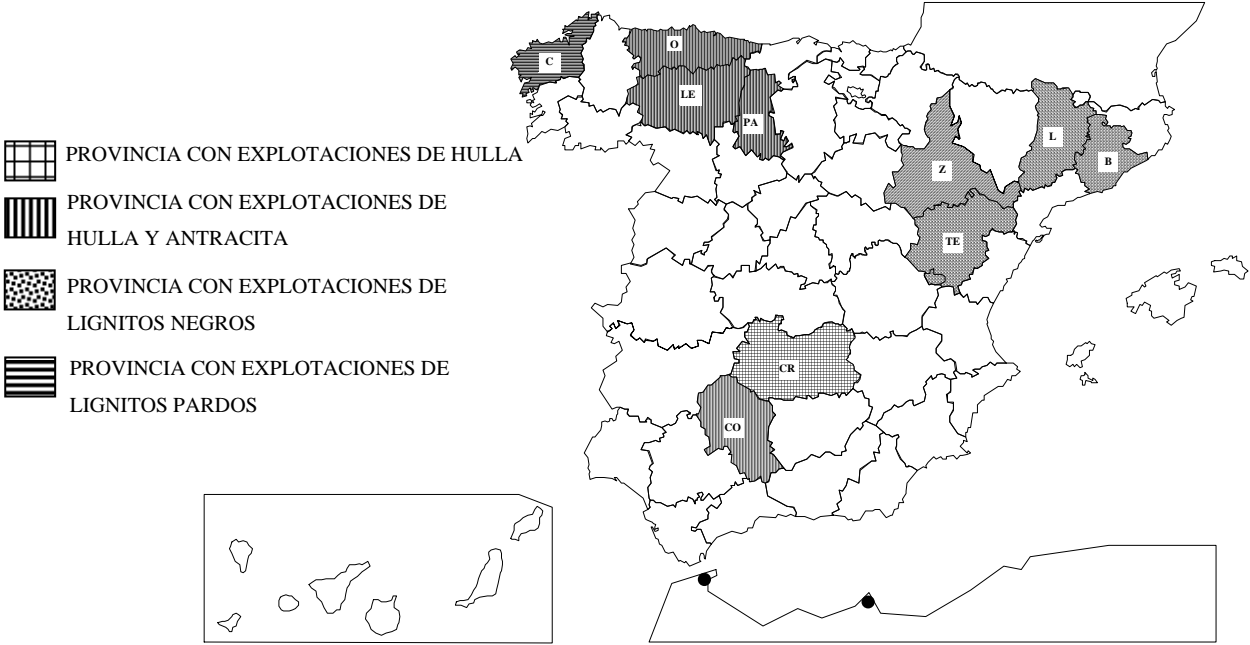 PROVINCIA CON EXPLOTACIONES DE HULLA
PROVINCIA CON EXPLOTACIONES DE
HULLA Y ANTRACITA
PROVINCIA CON EXPLOTACIONES DE
LIGNITOS NEGROS
PROVINCIA CON EXPLOTACIONES DE
LIGNITOS PARDOS
C
O
LE
PA
Z
L
B
TE
CR
CO